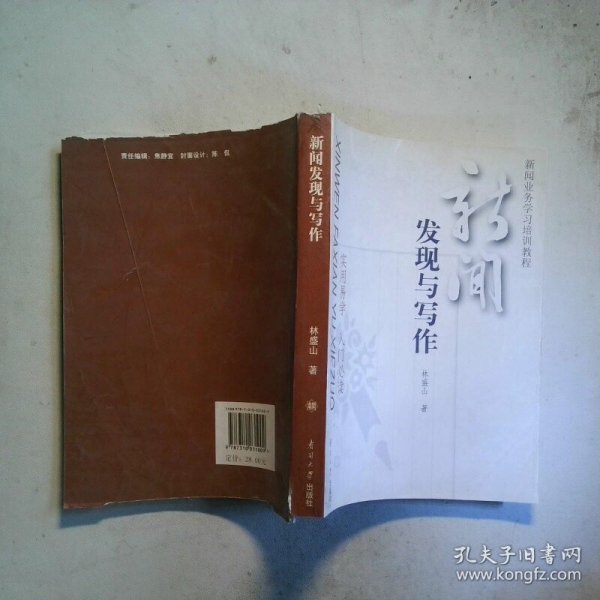 责任编辑：焦静宜 封面设计：陈 侃
定价：28.00元
新闻发现与写作
林盛山 著
南开大学出版社
XINWEN FAXIAN YU XIEZUO
实用易学 入门必读
新闻
发现与写作
林盛山 著
新闻业务学习培训教程
孔夫子旧书网
www.kongfz.com